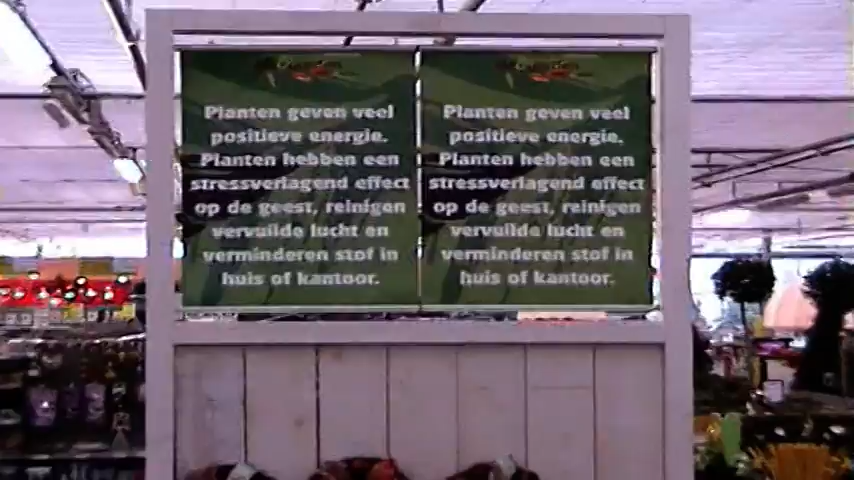 Planten geven veel
positieve energie.
Planten hebben een
stressverlagend effect
op de geest, reinigen
vervuilde lucht en
verminderen stof in
huis of kantoor.
Planten geven veel
positieve energie.
Planten hebben een
stressverlagend effect
op de geest, reinigen
vervuilde lucht en
verminderen stof in
huis of kantoor.